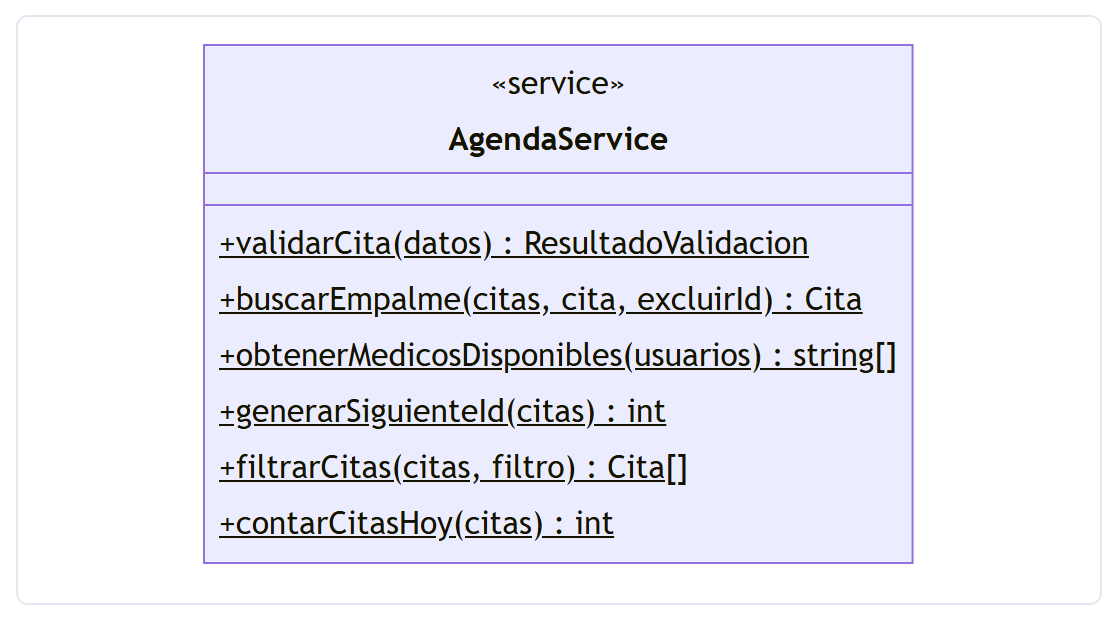 «service»
AgendaService
+validarCita(datos) : ResultadoValidacion
+buscarEmpalme(citas, cita, excluirId) : Cita
+obtenerMedicosDisponibles(usuarios) : string[]
+generarSiguienteId(citas) : int
+filtrarCitas(citas, filtro) : Cita[]
+contarCitasHoy(citas) : int